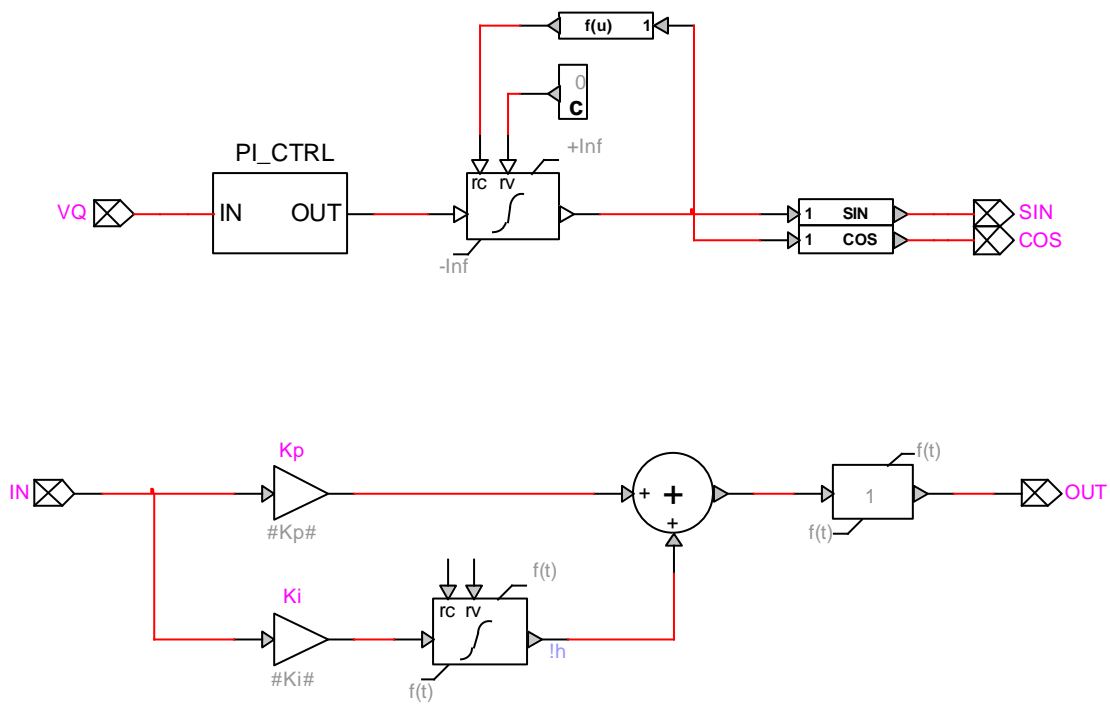 f(u) 1
0
C
+Inf
PI_CTRL
rc rv
VQ
IN OUT
1 SIN
SIN
1 COS
COS
-Inf
Kp
f(t)
IN
+ +
1
OUT
+
#Kp#
f(t)
f(t)
Ki
rc rv
!h
#Ki#
f(t)